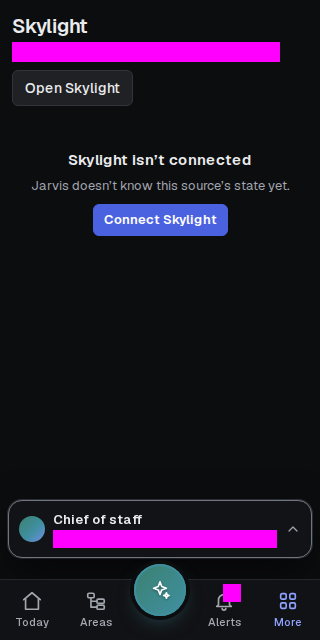 Skylight
Open Skylight
Skylight isn't connected
Jarvis doesn't know this source's state yet.
Connect Skylight
Chief of staff
Today
Areas
Alerts
More